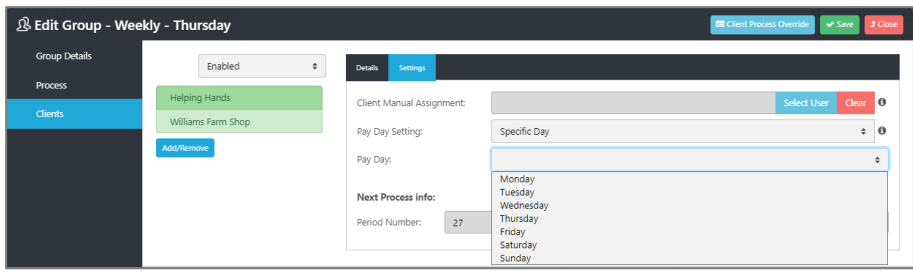 Edit Group - Weekly - Thursday
Client Process Override
Save
Close
Group Details
Process
Clients
Enabled
Helping Hands
Williams Farm Shop
Add/Remove
Details
Settings
Client Manual Assignment:
Select User
Clear
Pay Day Setting:
Specific Day
Pay Day:
Monday
Tuesday
Wednesday
Thursday
Friday
Saturday
Sunday
Next Process info:
Period Number:
27